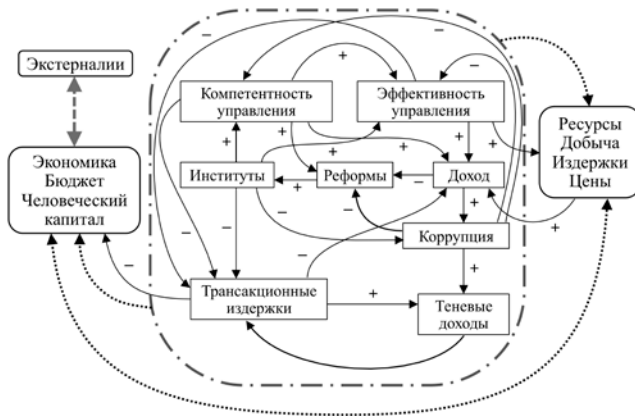 Экстерналии
Экономика
Бюджет
Человеческий
капитал
Компетентность
управления
Эффективность
управления
Институты
Реформы
Доход
Коррупция
Трансакционные
издержки
Теневые
доходы
Ресурсы
Добыча
Издержки
Цены
−
−
+
−
−
+
+
+
+
+
+
+
−
−
+
+
−
−
−
−
−
−
+
+
+
−
+